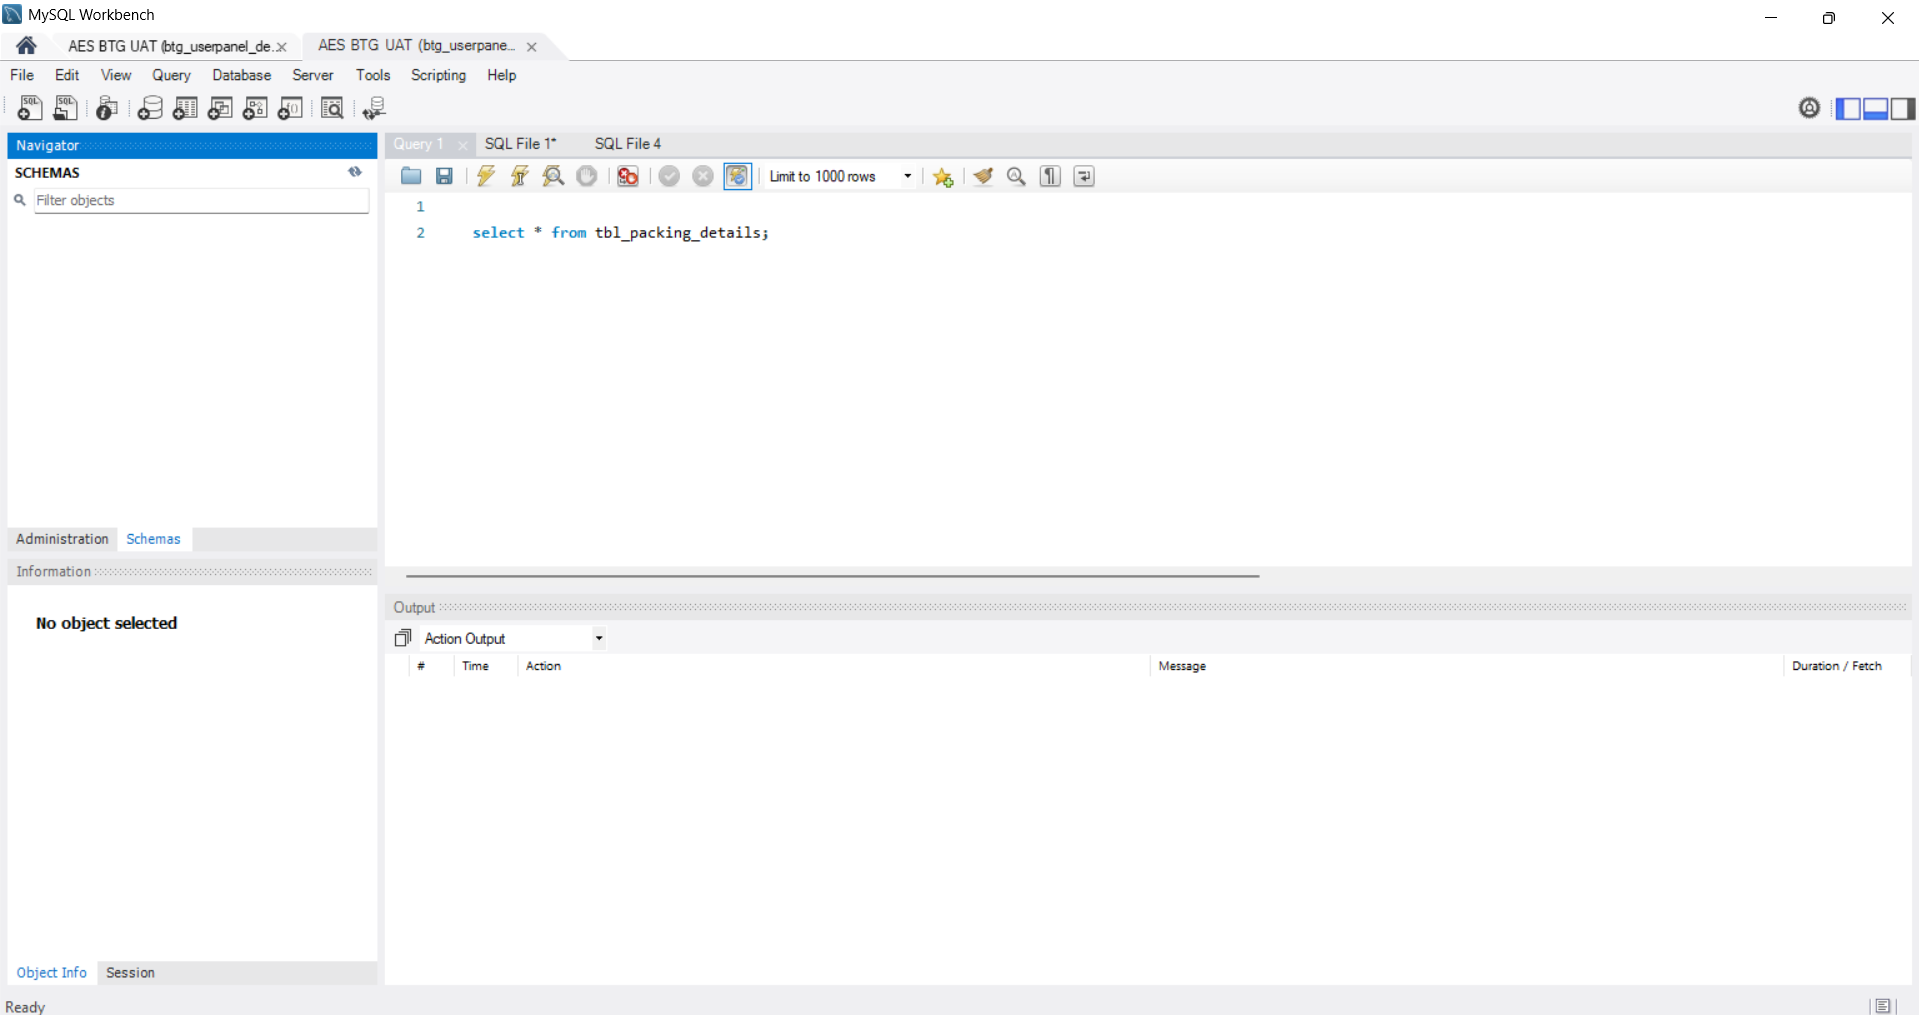 MySQL Workbench
AES BTG UAT (btg_userpanel_de...
AES BTG UAT (btg_userpane...
File Edit View Query Database Server Tools Scripting Help
Navigator
SCHEMAS
Filter objects
Administration Schemas
Information
No object selected
Object Info Session
Query 1 SQL File 1* SQL File 4
Limit to 1000 rows
1
2 select * from tbl_packing_details;
Output
Action Output
# Time Action Message Duration / Fetch
Ready